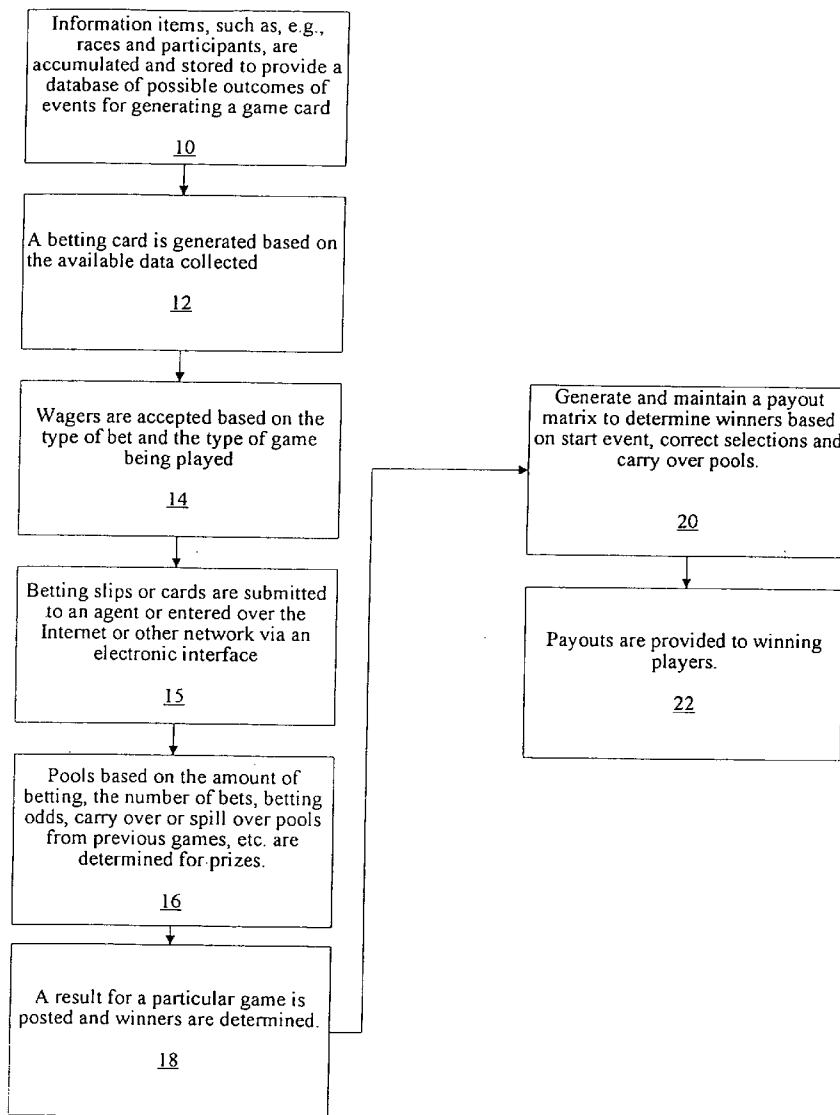 Information items, such as, e.g.,
races and participants, are
accumulated and stored to provide a
database of possible outcomes of
events for generating a game card
10
A betting card is generated based on
the available data collected
12
Wagers are accepted based on the
type of bet and the type of game
being played
14
Betting slips or cards are submitted
to an agent or entered over the
Internet or other network via an
electronic interface
15
Pools based on the amount of
betting, the number of bets, betting
odds, carry over or spill over pools
from previous games, etc. are
determined for prizes.
16
A result for a particular game is
posted and winners are determined.
18
Generate and maintain a payout
matrix to determine winners based
on start event, correct selections and
carry over pools.
20
Payouts are provided to winning
players.
22